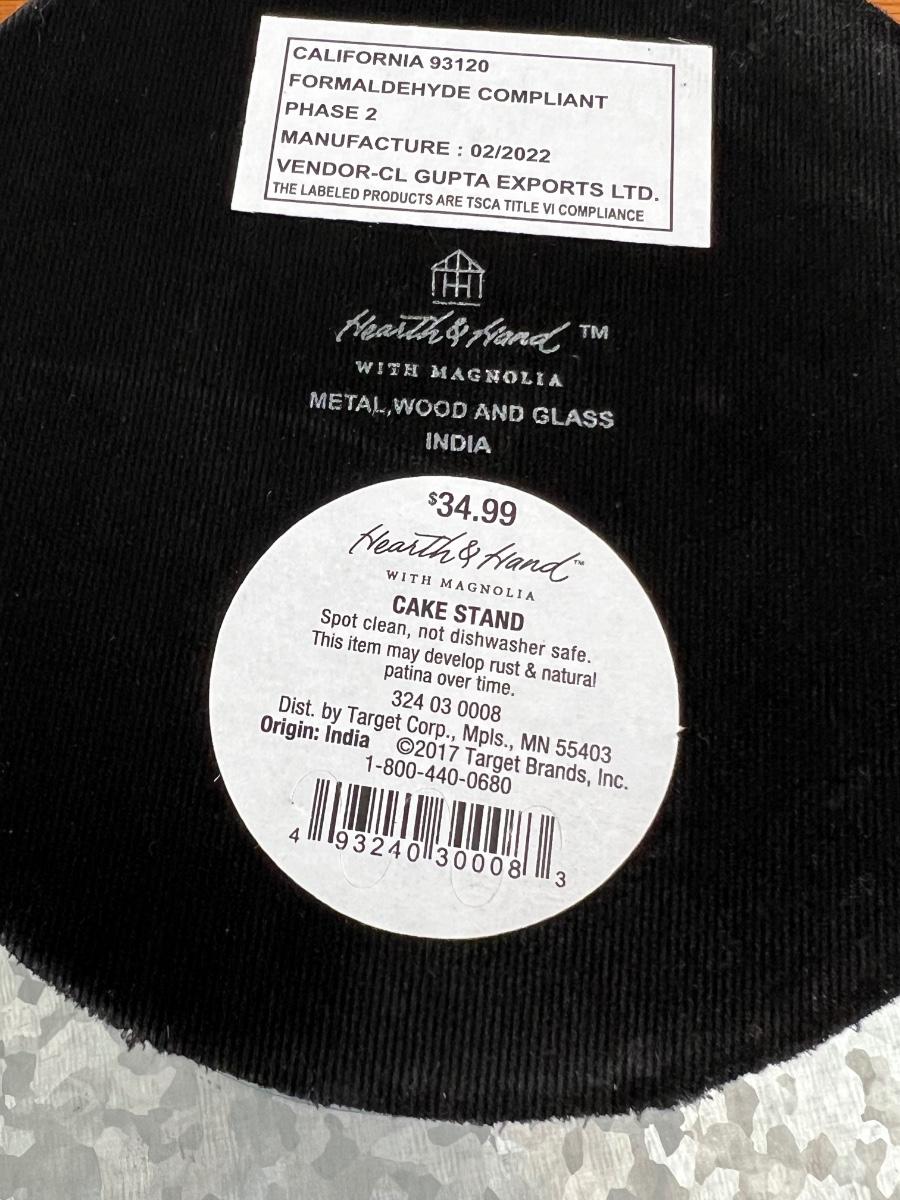 CALIFORNIA 93120
FORMALDEHYDE COMPLIANT
PHASE 2
MANUFACTURE : 02/2022
VENDOR-CL GUPTA EXPORTS LTD.
THE LABELED PRODUCTS ARE TSCA TITLE VI COMPLIANCE
Hearth & Hand ™
WITH MAGNOLIA
METAL,WOOD AND GLASS
INDIA
$34.99
Hearth & Hand™
WITH MAGNOLIA
CAKE STAND
Spot clean, not dishwasher safe.
This item may develop rust & natural
patina over time.
324 03 0008
Dist. by Target Corp., Mpls., MN 55403
Origin: India ©2017 Target Brands, Inc.
1-800-440-0680
4 93240 30008 3